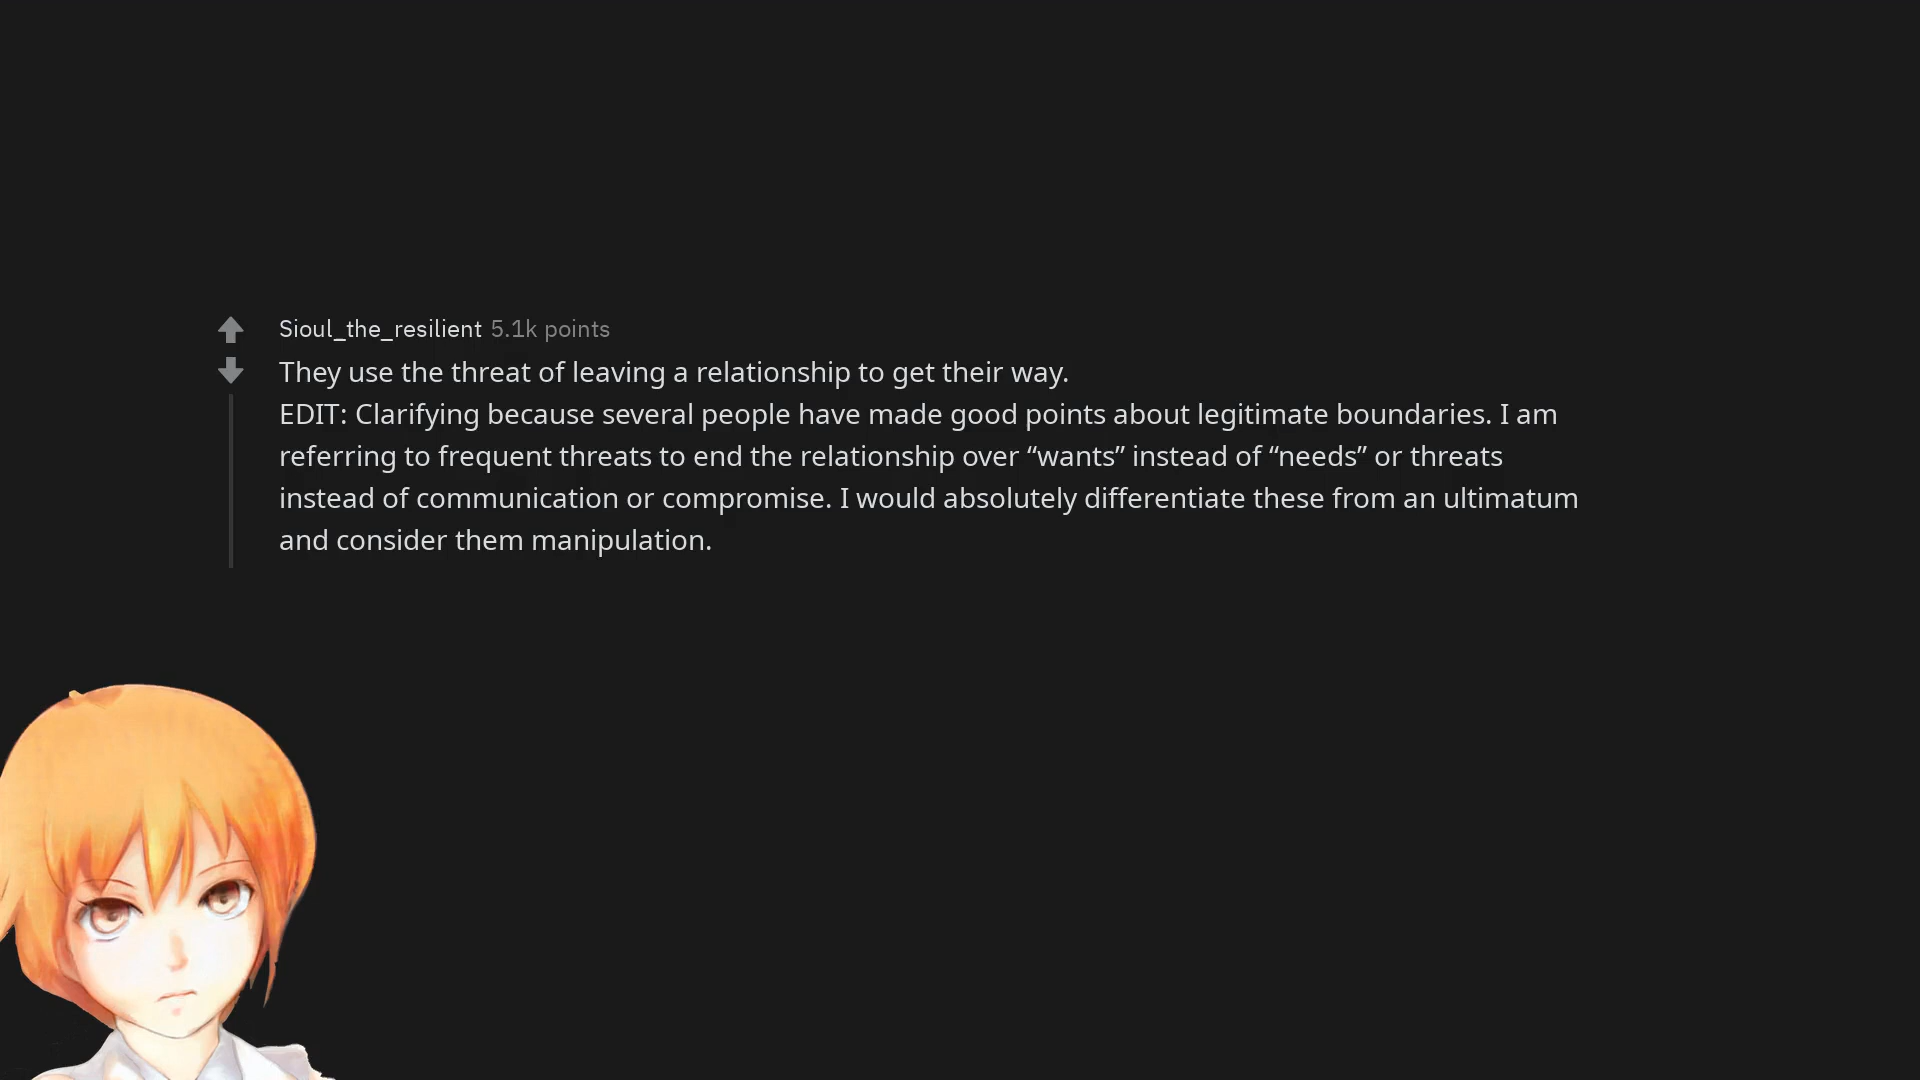 Sioul_the_resilient 5.1k points
They use the threat of leaving a relationship to get their way.
EDIT: Clarifying because several people have made good points about legitimate boundaries. I am
referring to frequent threats to end the relationship over “wants” instead of “needs” or threats
instead of communication or compromise. I would absolutely differentiate these from an ultimatum
and consider them manipulation.